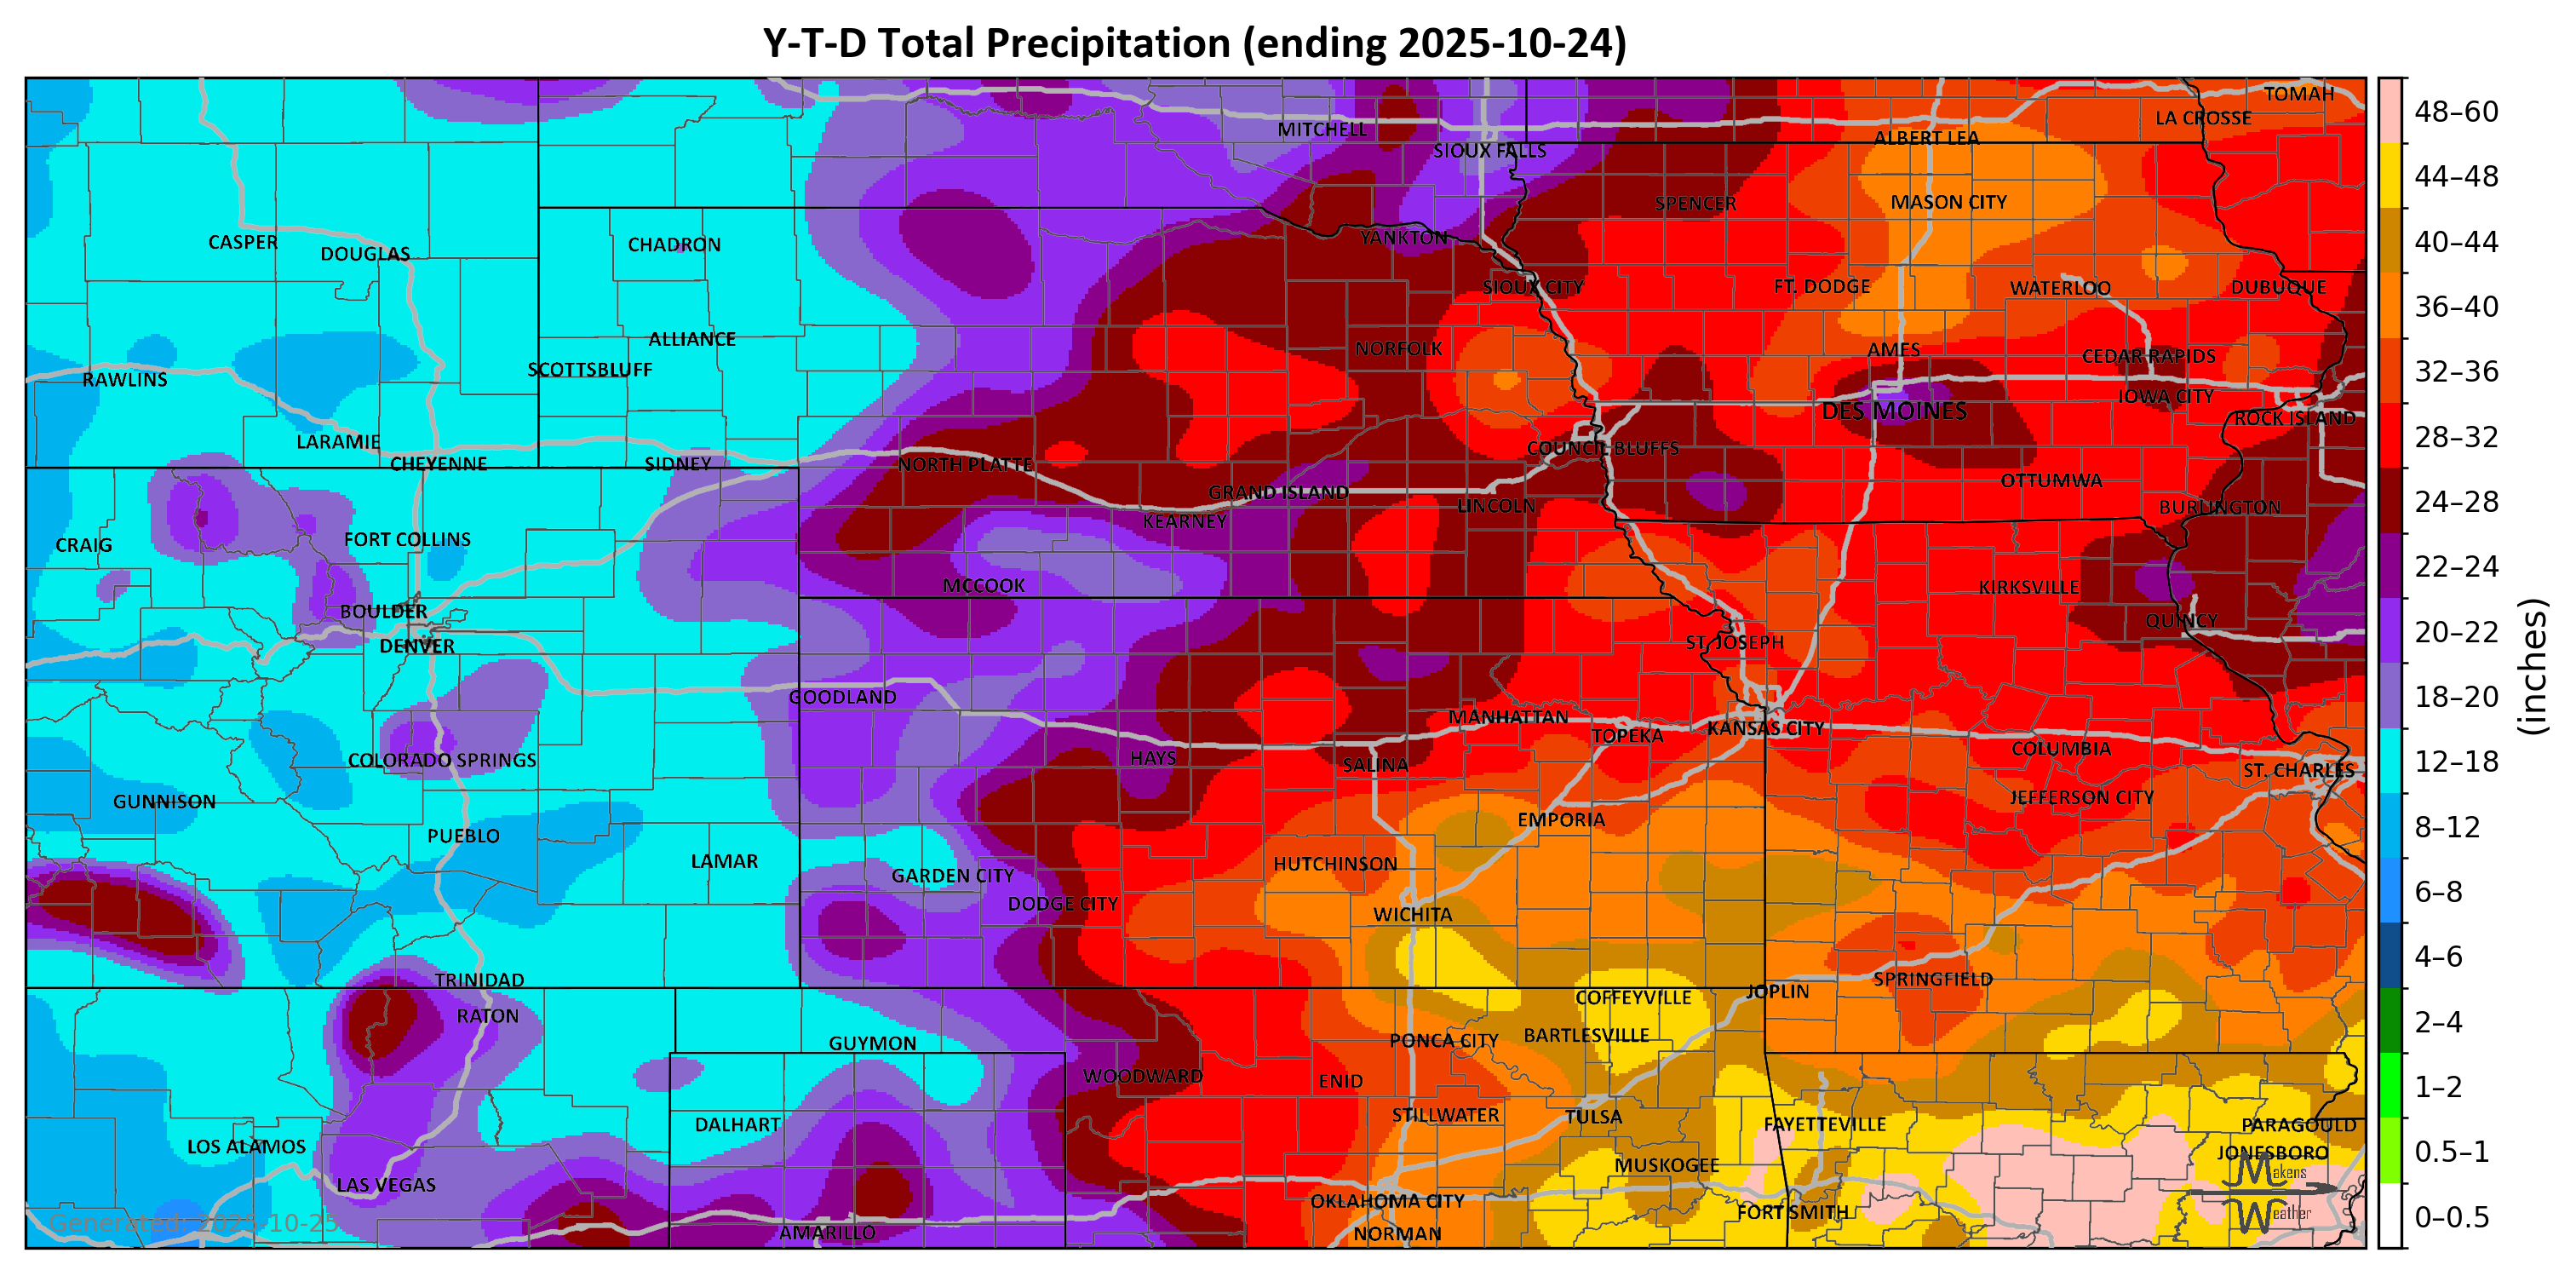 Y-T-D Total Precipitation (ending 2025-10-24)
TOMAH
LA CROSSE
MITCHELL
ALBERT LEA
SIOUX FALLS
SPENCER
MASON CITY
CASPER
DOUGLAS
CHADRON
YANKTON
SIOUX CITY
FT. DODGE
WATERLOO
DUBUQUE
ALLIANCE
NORFOLK
AMES
CEDAR RAPIDS
RAWLINS
SCOTTSBLUFF
IOWA CITY
DES MOINES
ROCK ISLAND
LARAMIE
CHEYENNE
SIDNEY
NORTH PLATTE
COUNCIL BLUFFS
OTTUMWA
GRAND ISLAND
LINCOLN
BURLINGTON
KEARNEY
CRAIG
FORT COLLINS
MCCOOK
KIRKSVILLE
BOULDER
QUINCY
DENVER
ST. JOSEPH
GOODLAND
MANHATTAN
TOPEKA
KANSAS CITY
COLUMBIA
COLORADO SPRINGS
HAYS
SALINA
ST. CHARLES
GUNNISON
JEFFERSON CITY
PUEBLO
EMPORIA
LAMAR
GARDEN CITY
HUTCHINSON
DODGE CITY
WICHITA
TRINIDAD
SPRINGFIELD
COFFEYVILLE
JOPLIN
RATON
GUYMON
PONCA CITY
BARTLESVILLE
WOODWARD
ENID
DALHART
STILLWATER
TULSA
FAYETTEVILLE
PARAGOULD
LOS ALAMOS
JONESBORO
LAS VEGAS
MUSKOGEE
OKLAHOMA CITY
FORT SMITH
AMARILLO
NORMAN
Generated: 2025-10-25
Makens
Weather
48–60
44–48
40–44
36–40
32–36
28–32
24–28
22–24
20–22
18–20
12–18
8–12
6–8
4–6
2–4
1–2
0.5–1
0–0.5
(inches)